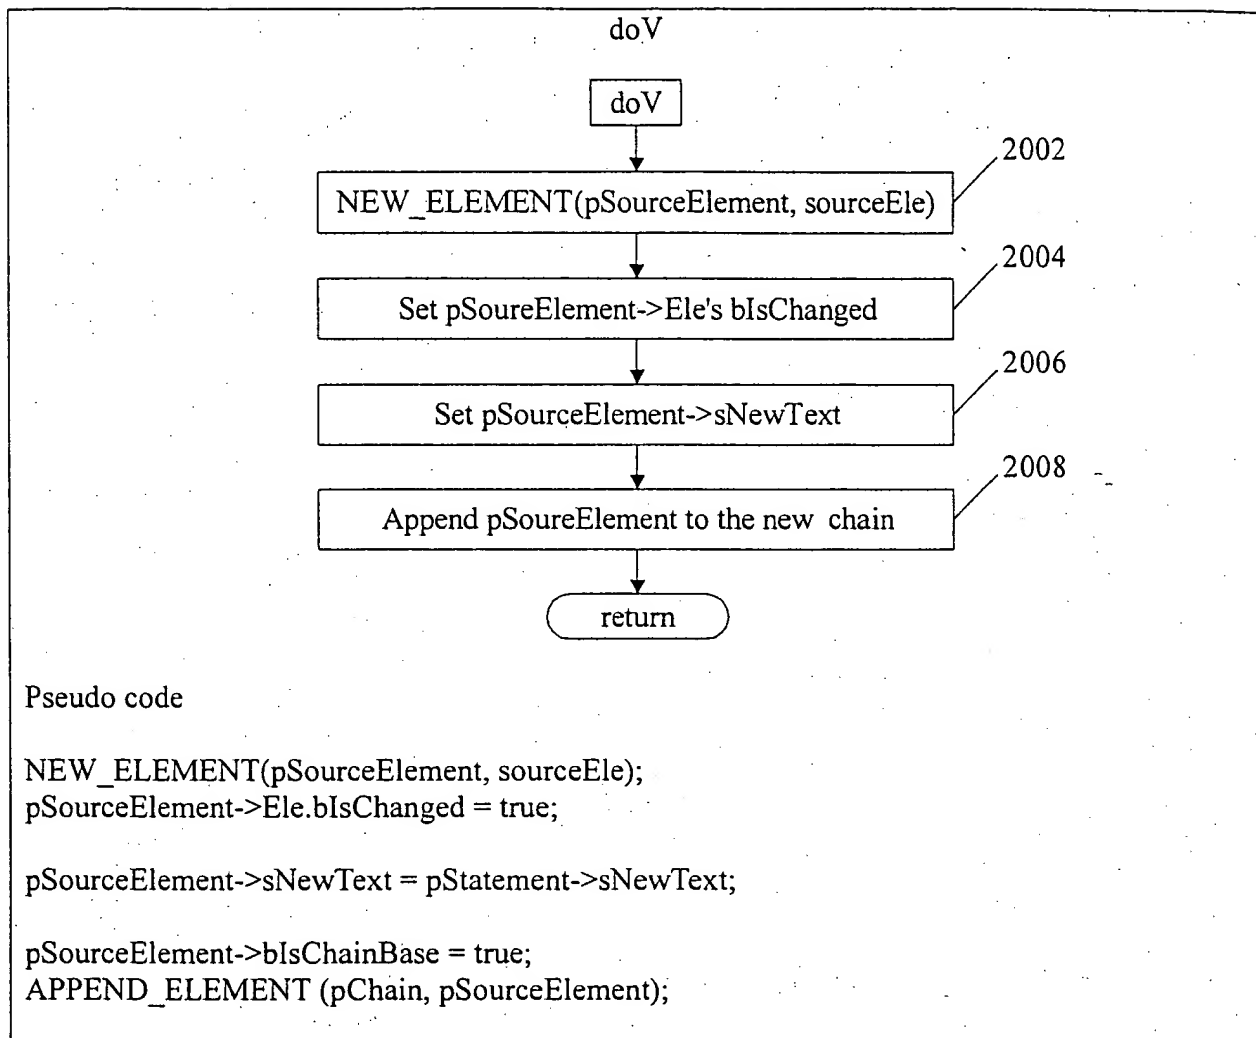 doV
doV
2002
NEW_ELEMENT(pSourceElement, sourceEle)
2004
Set pSoureElement->Ele's bIsChanged
2006
Set pSourceElement->sNewText
2008
Append pSoureElement to the new chain
return
Pseudo code
NEW_ELEMENT(pSourceElement, sourceEle);
pSourceElement->Ele.bIsChanged = true;
pSourceElement->sNewText = pStatement->sNewText;
pSourceElement->bIsChainBase = true;
APPEND_ELEMENT (pChain, pSourceElement);